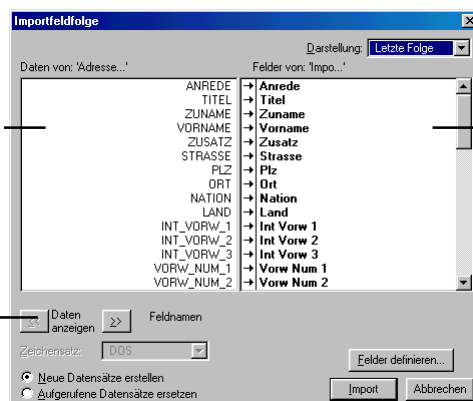 Importfeldfolge
Darstellung: Letzte Folge
Daten von: 'Adresse...' Felder von: 'Impo...'
ANREDE → Anrede
TITEL → Titel
ZUNAME → Zuname
VORNAME → Vorname
ZUSATZ → Zusatz
STRASSE → Strasse
PLZ → Plz
ORT → Ort
NATION → Nation
LAND → Land
INT_VORW_1 → Int Vorw 1
INT_VORW_2 → Int Vorw 2
INT_VORW_3 → Int Vorw 3
VORW_NUM_1 → Vorw Num 1
VORW_NUM_2 → Vorw Num 2
<< Daten anzeigen >> Feldnamen
Zeichensatz: DOS
Felder definieren...
Neue Datensätze erstellen
Aufgerufene Datensätze ersetzen
Import Abbrechen